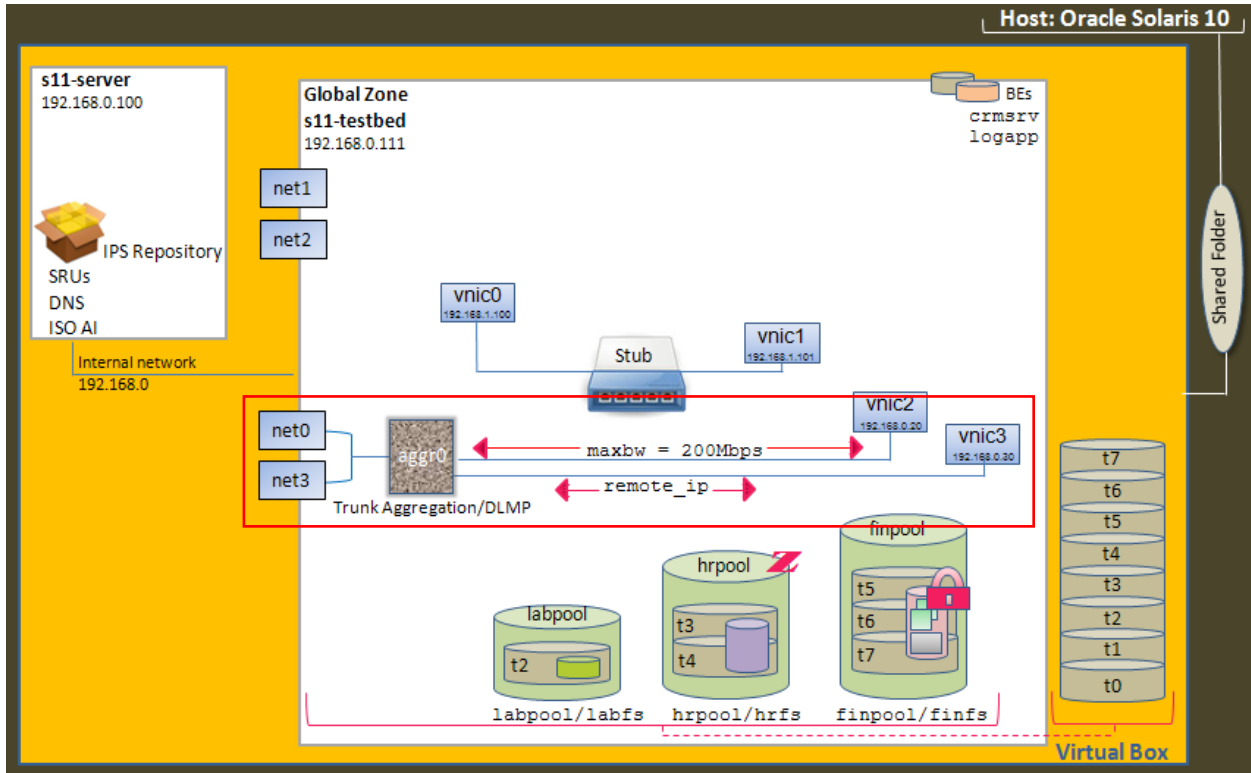 Host: Oracle Solaris 10
s11-server
192.168.0.100
Global Zone
s11-testbed
192.168.0.111
BEs
crmsrv
logapp
net1
net2
IPS Repository
SRUs
DNS
ISO AI
Shared Folder
vnic0
192.168.1.100
vnic1
192.168.1.101
Stub
Internal network
192.168.0
net0
net3
aggr0
Trunk Aggregation/DLMP
maxbw = 200Mbps
remote_ip
vnic2
192.168.0.20
vnic3
192.168.0.30
labpool
t2
labpool/labfs
hrpool
Z
t3
t4
hrpool/hrfs
finpool
t5
t6
t7
finpool/finfs
t7
t6
t5
t4
t3
t2
t1
t0
Virtual Box